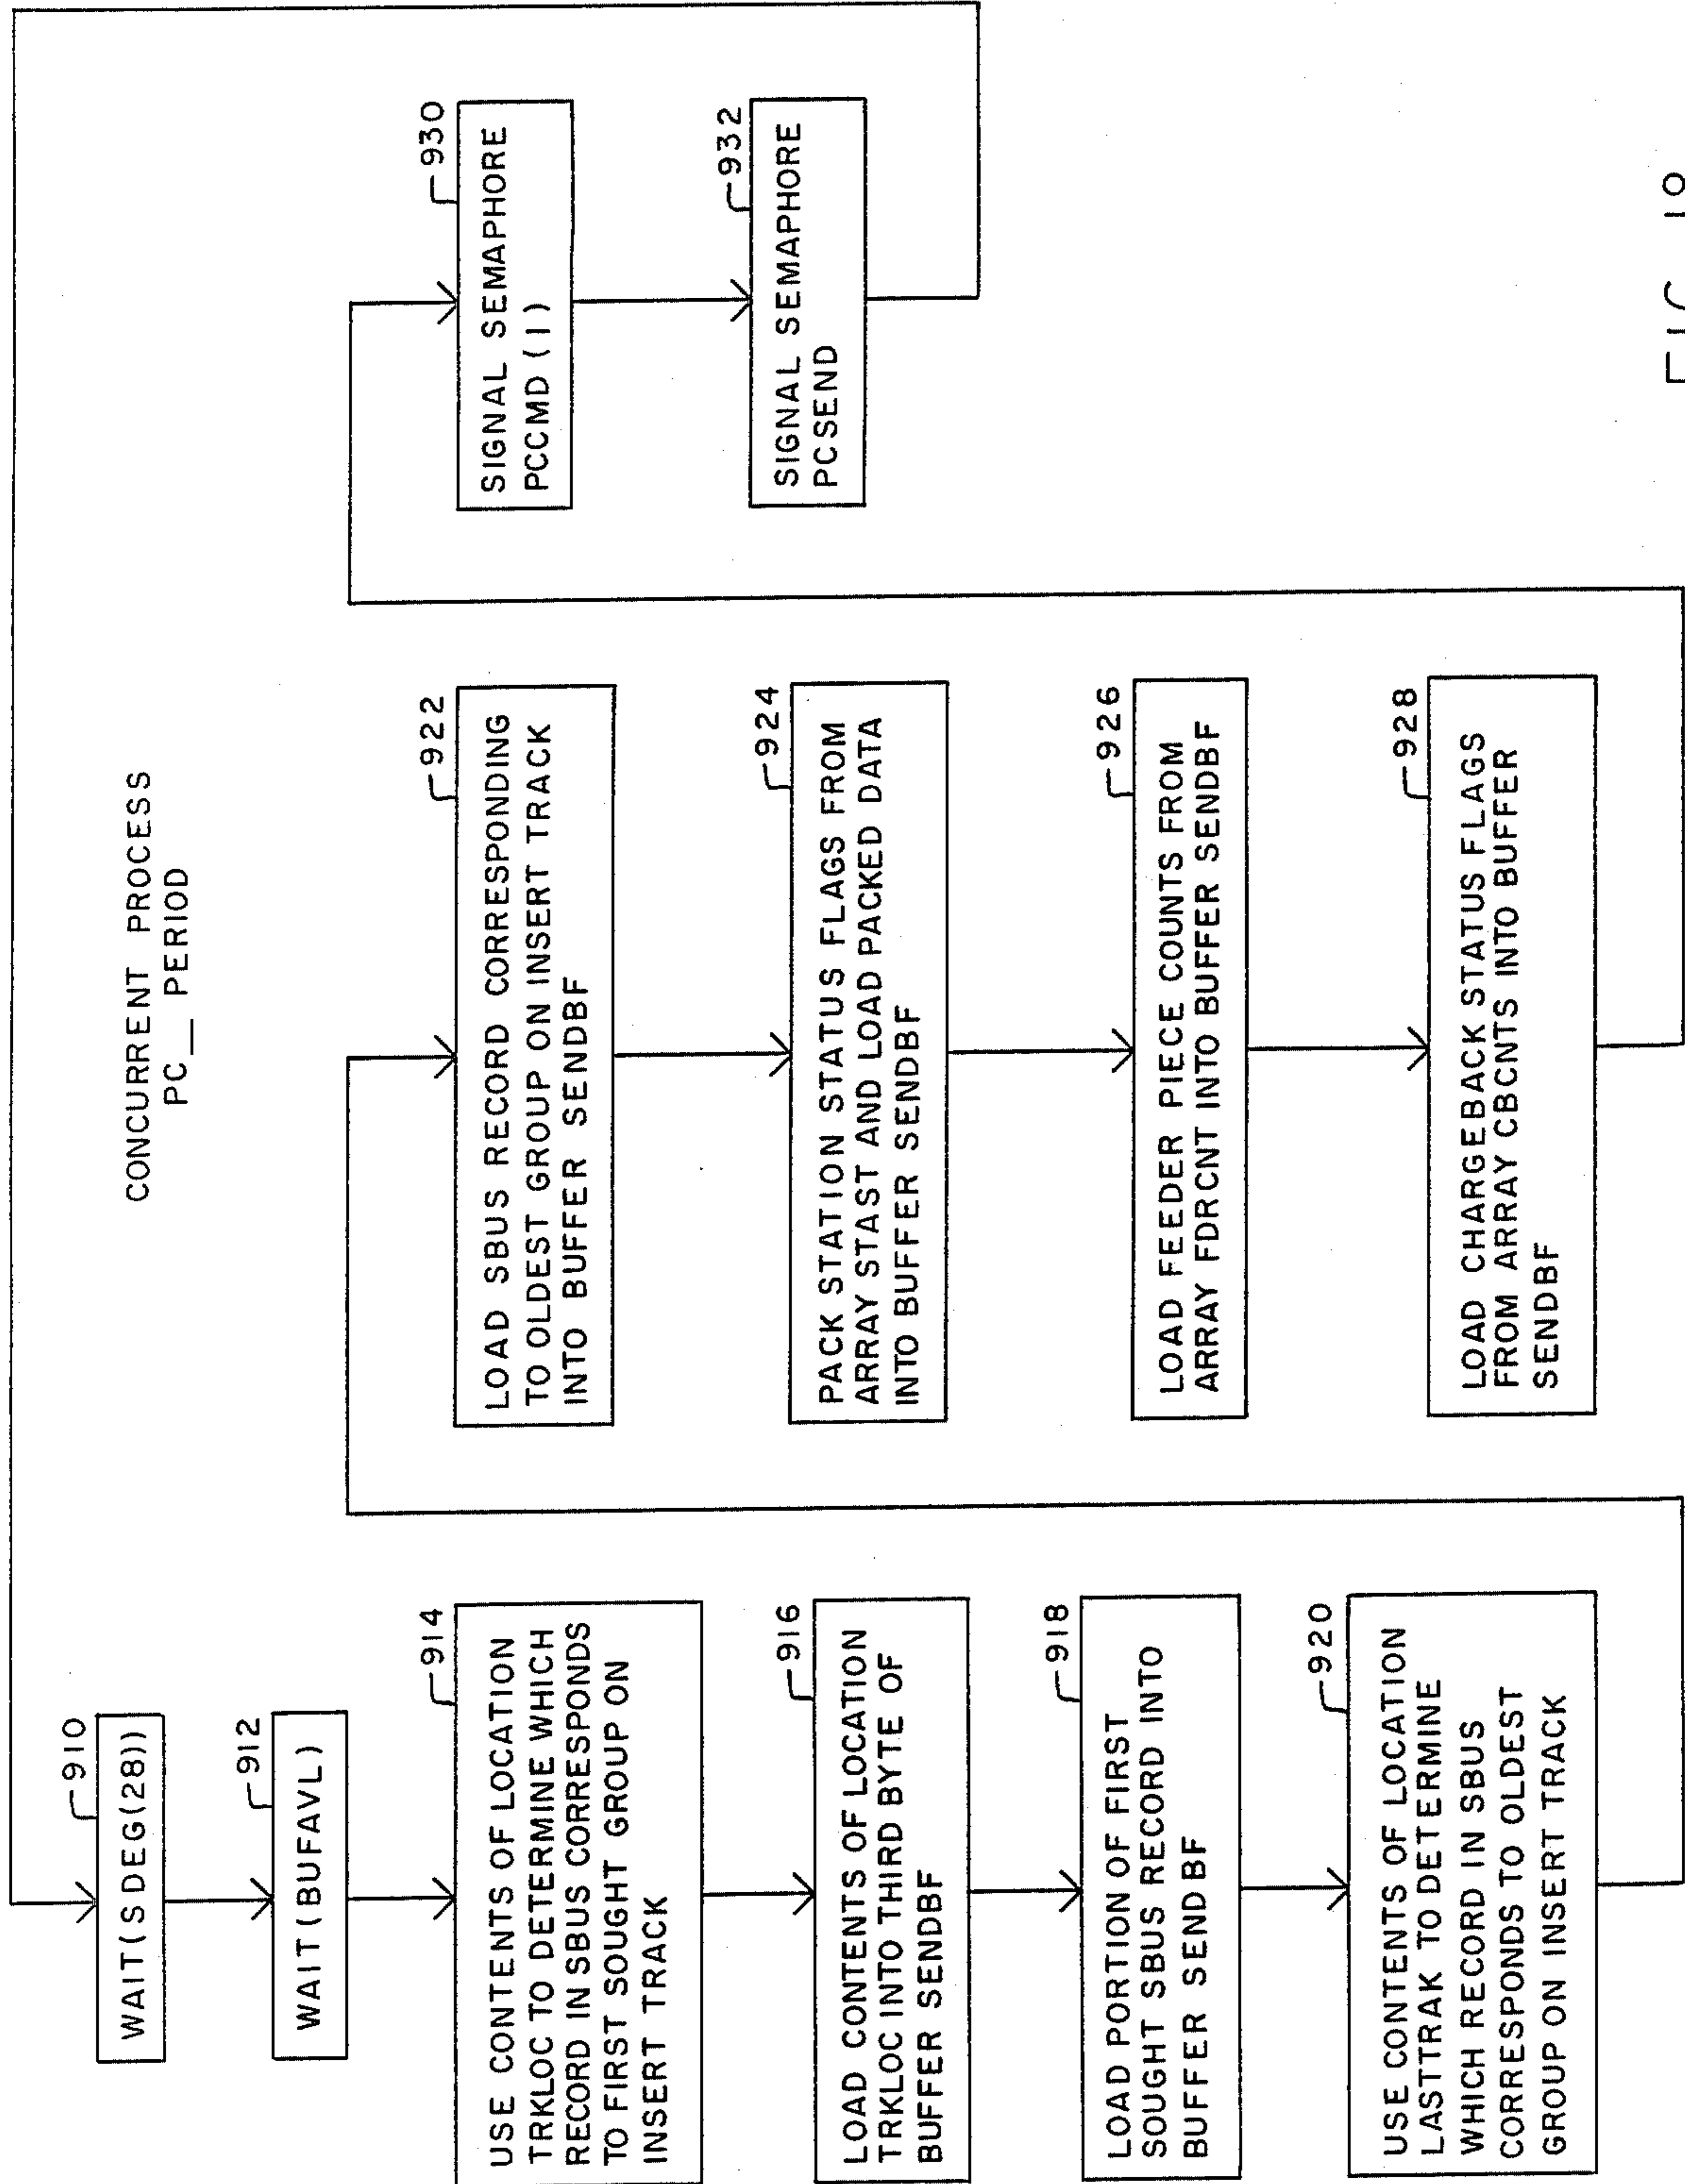 CONCURRENT PROCESS
PC__PERIOD
910
WAIT(SDEG(28))
912
WAIT(BUFAVL)
914
USE CONTENTS OF LOCATION
TRKLOC TO DETERMINE WHICH
RECORD IN SBUS CORRESPONDS
TO FIRST SOUGHT GROUP ON
INSERT TRACK
916
LOAD CONTENTS OF LOCATION
TRKLOC INTO THIRD BYTE OF
BUFFER SENDBF
918
LOAD PORTION OF FIRST
SOUGHT SBUS RECORD INTO
BUFFER SENDBF
920
USE CONTENTS OF LOCATION
LASTTRAK TO DETERMINE
WHICH RECORD IN SBUS
CORRESPONDS TO OLDEST
GROUP ON INSERT TRACK
922
LOAD SBUS RECORD CORRESPONDING
TO OLDEST GROUP ON INSERT TRACK
INTO BUFFER SENDBF
924
PACK STATION STATUS FLAGS FROM
ARRAY STAST AND LOAD PACKED DATA
INTO BUFFER SENDBF
926
LOAD FEEDER PIECE COUNTS FROM
ARRAY FDRCNT INTO BUFFER SENDBF
928
LOAD CHARGEBACK STATUS FLAGS
FROM ARRAY CBCNTS INTO BUFFER
SENDBF
930
SIGNAL SEMAPHORE
PCCMD (1)
932
SIGNAL SEMAPHORE
PCSEND